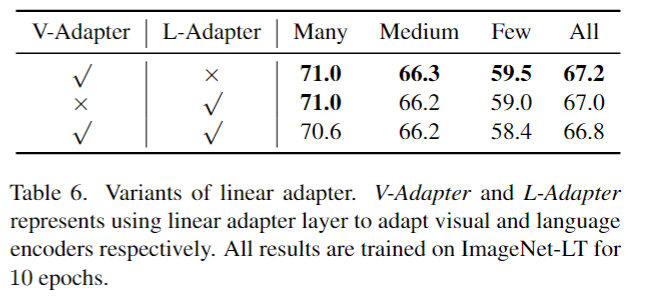 V-Adapter L-Adapter Many Medium Few All
√ × 71.0 66.3 59.5 67.2
× √ 71.0 66.2 59.0 67.0
√ √ 70.6 66.2 58.4 66.8
Table 6. Variants of linear adapter. V-Adapter and L-Adapter
represents using linear adapter layer to adapt visual and language
encoders respectively. All results are trained on ImageNet-LT for
10 epochs.